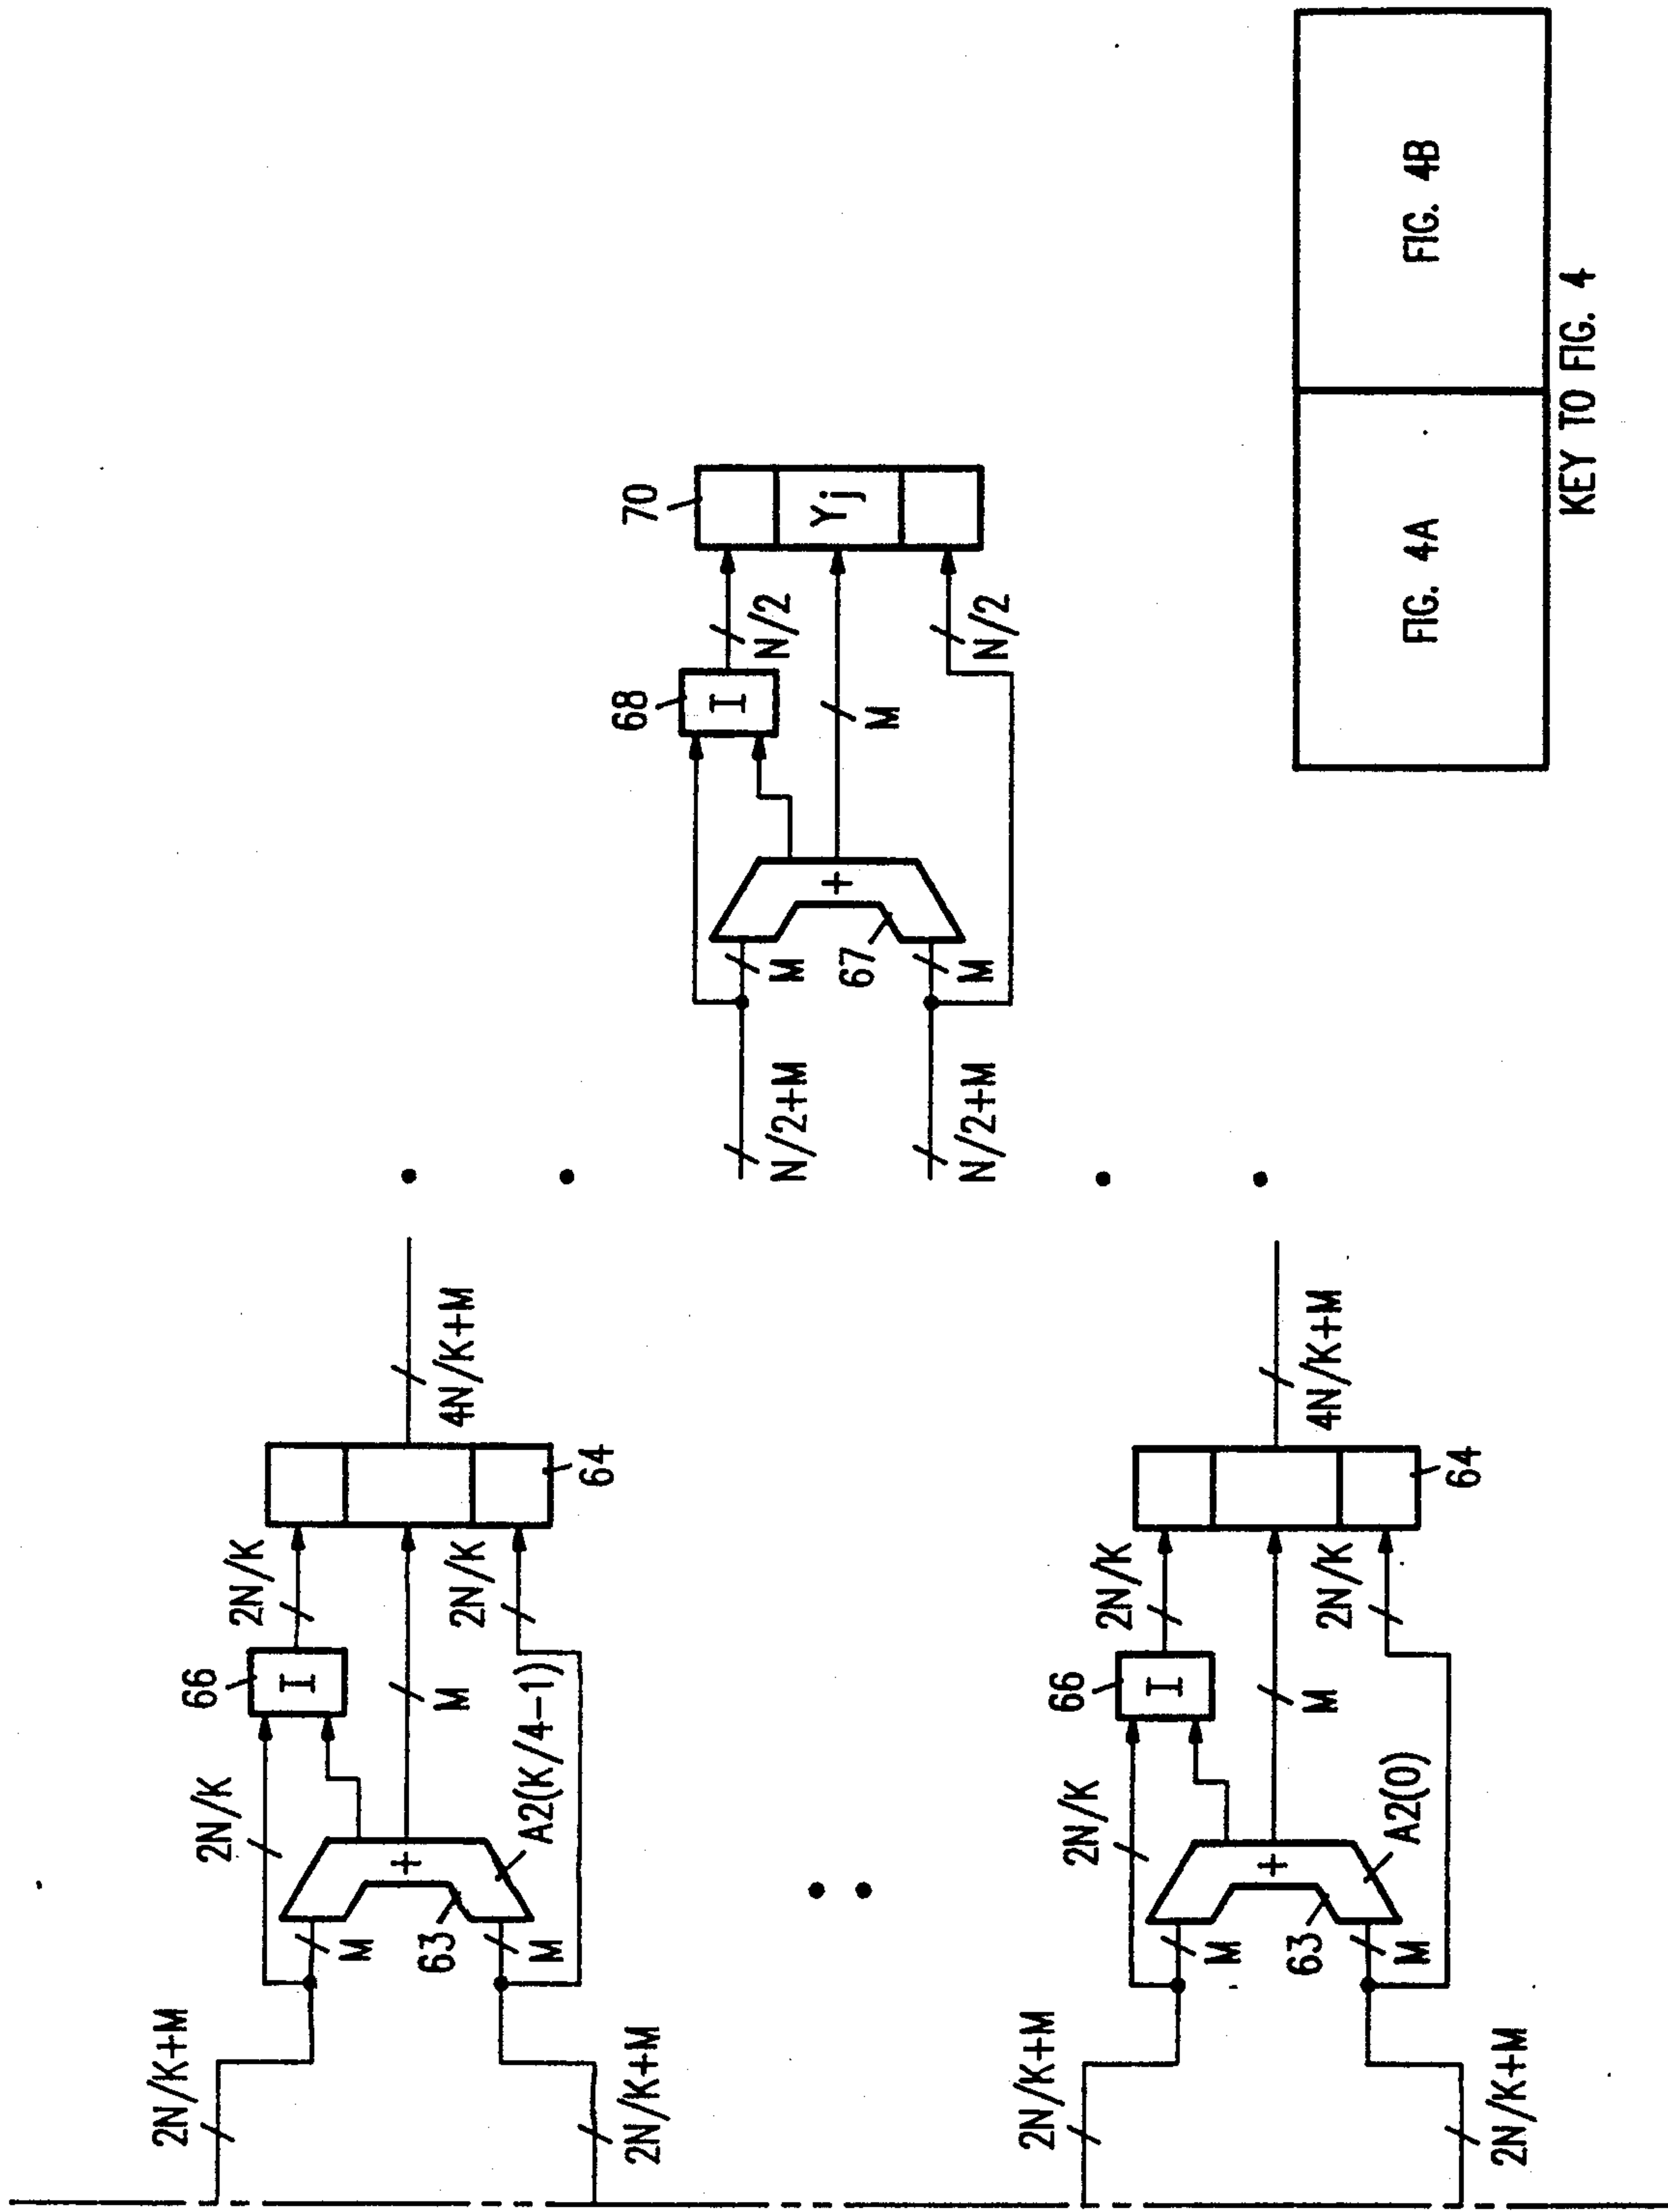 2N/K+M
2N/K+M
M
M
63
2N/K
+
A2(K/4-1)
66
I
M
2N/K
2N/K
64
4N/K+M
2N/K+M
2N/K+M
M
M
63
2N/K
+
A2(0)
66
I
M
2N/K
2N/K
64
4N/K+M
N/2+M
N/2+M
M
M
67
+
68
I
M
N/2
N/2
70
Yj
FIG. 4A
FIG. 4B
KEY TO FIG. 4